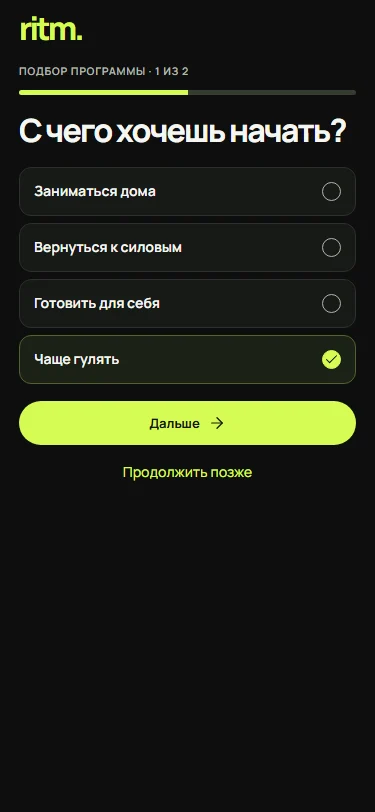 ritm.
ПОДБОР ПРОГРАММЫ · 1 ИЗ 2
С чего хочешь начать?
Заниматься дома
Вернуться к силовым
Готовить для себя
Чаще гулять
Дальше
Продолжить позже